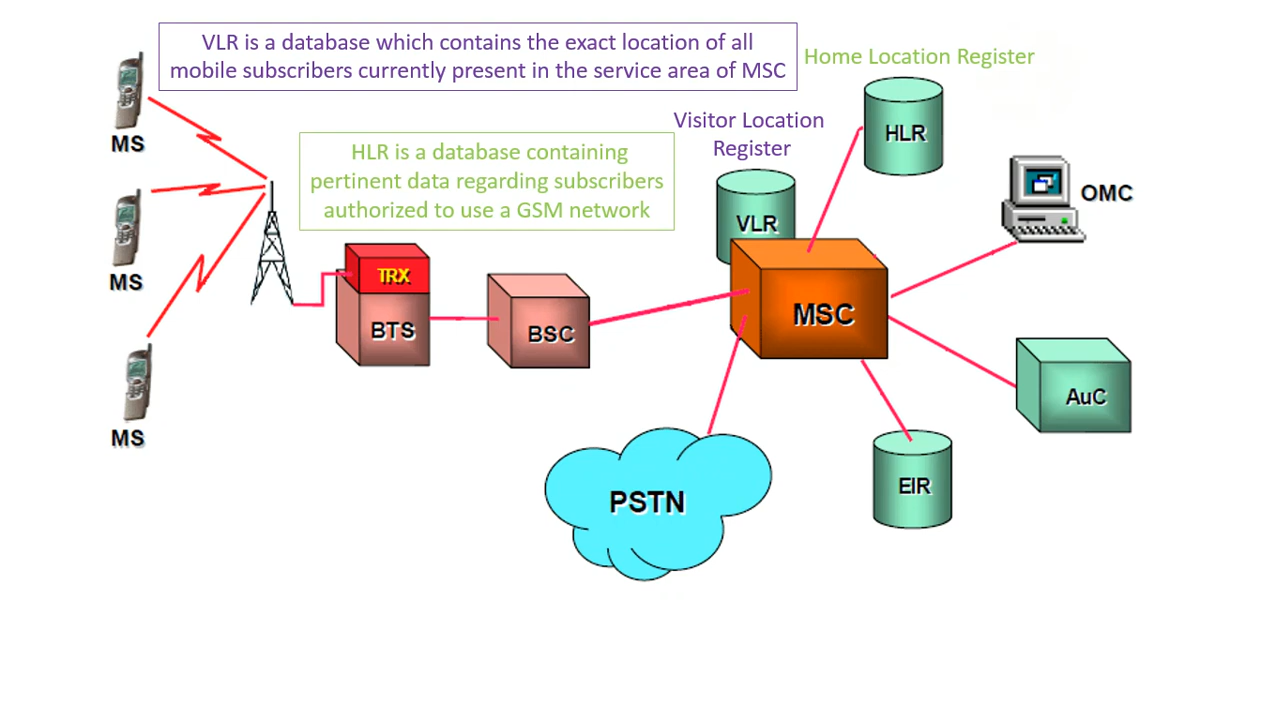 VLR is a database which contains the exact location of all
mobile subscribers currently present in the service area of MSC
Home Location Register
MS
HLR is a database containing
pertinent data regarding subscribers
authorized to use a GSM network
Visitor Location
Register
HLR
VLR
OMC
MS
TRX
BTS
BSC
MSC
MS
AuC
PSTN
EIR